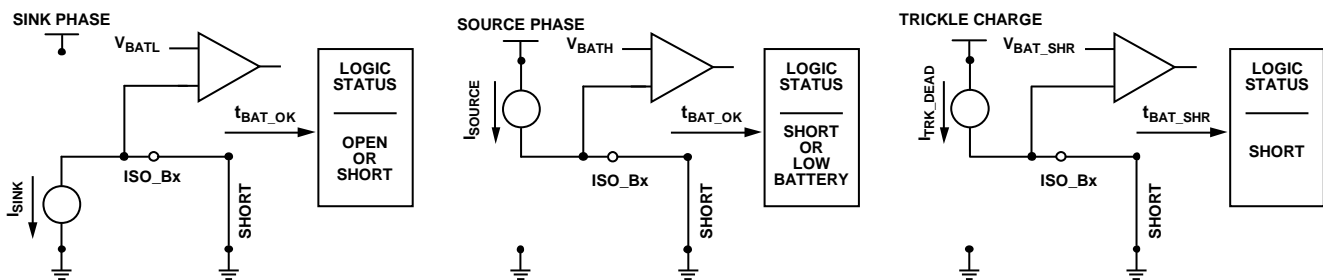 SINK PHASE
V_BATL
LOGIC
STATUS
t_BAT_OK
OPEN
OR
SHORT
ISO_Bx
I_SINK
SHORT
SOURCE PHASE
V_BATH
LOGIC
STATUS
I_SOURCE
t_BAT_OK
SHORT
OR
LOW
BATTERY
ISO_Bx
SHORT
TRICKLE CHARGE
V_BAT_SHR
LOGIC
STATUS
I_TRK_DEAD
t_BAT_SHR
SHORT
ISO_Bx
SHORT